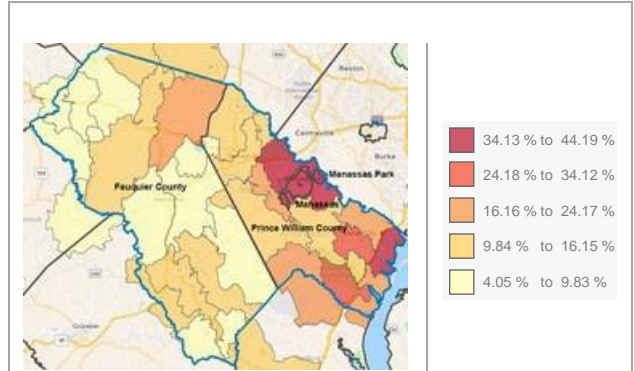 Reston
Centreville
Burke
Manassas Park
Fauquier County
Manassas
Prince William County
Culpeper
34.13 % to 44.19 %
24.18 % to 34.12 %
16.16 % to 24.17 %
9.84 % to 16.15 %
4.05 % to 9.83 %